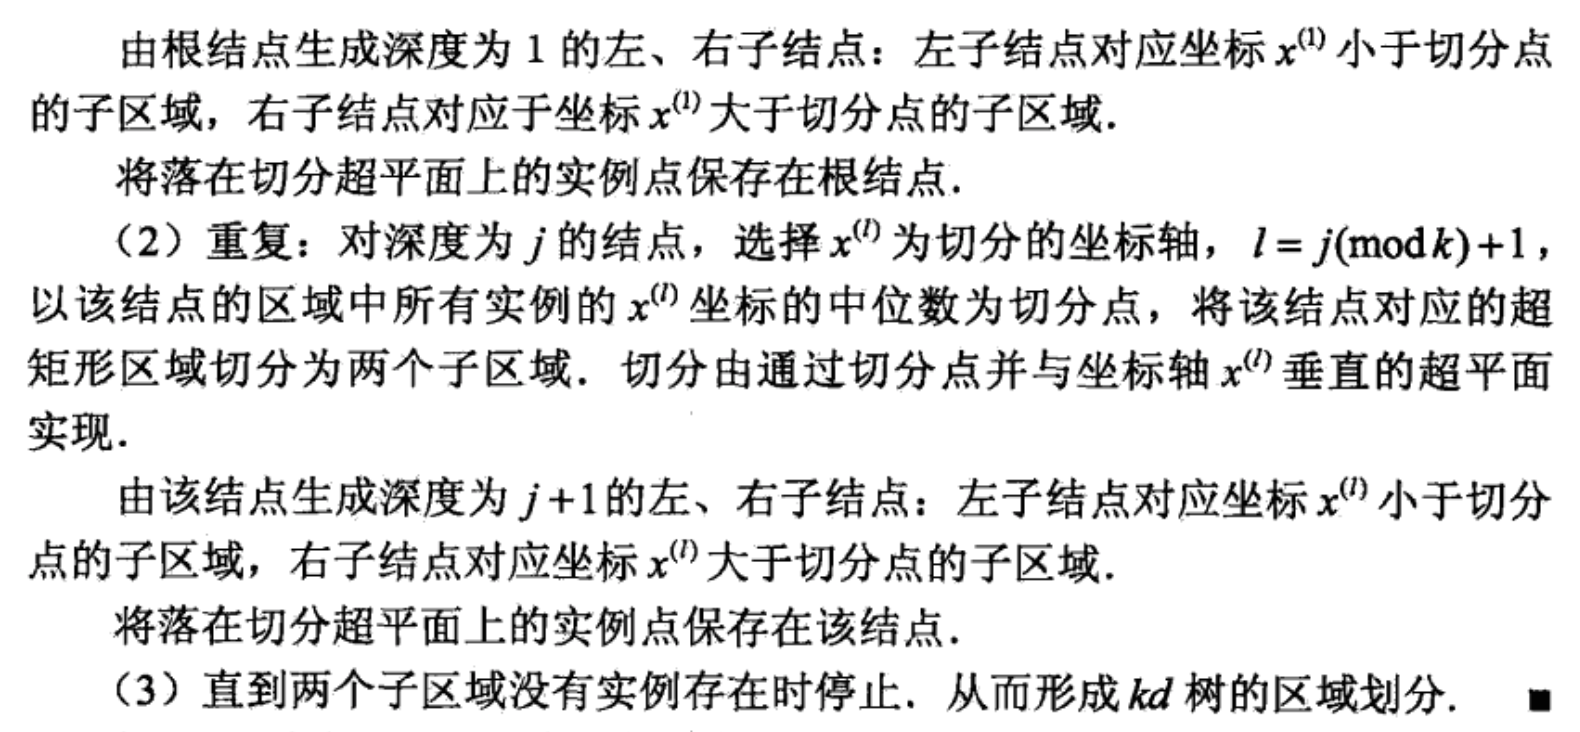 由根结点生成深度为 1 的左、右子结点：左子结点对应坐标 x⁽¹⁾ 小于切分点
的子区域，右子结点对应于坐标 x⁽¹⁾ 大于切分点的子区域．
将落在切分超平面上的实例点保存在根结点．
（2）重复：对深度为 j 的结点，选择 x⁽ˡ⁾ 为切分的坐标轴，l = j(mod k)+1，
以该结点的区域中所有实例的 x⁽ˡ⁾ 坐标的中位数为切分点，将该结点对应的超
矩形区域切分为两个子区域．切分由通过切分点并与坐标轴 x⁽ˡ⁾ 垂直的超平面
实现．
由该结点生成深度为 j+1 的左、右子结点：左子结点对应坐标 x⁽ˡ⁾ 小于切分
点的子区域，右子结点对应坐标 x⁽ˡ⁾ 大于切分点的子区域．
将落在切分超平面上的实例点保存在该结点．
（3）直到两个子区域没有实例存在时停止．从而形成 kd 树的区域划分．■